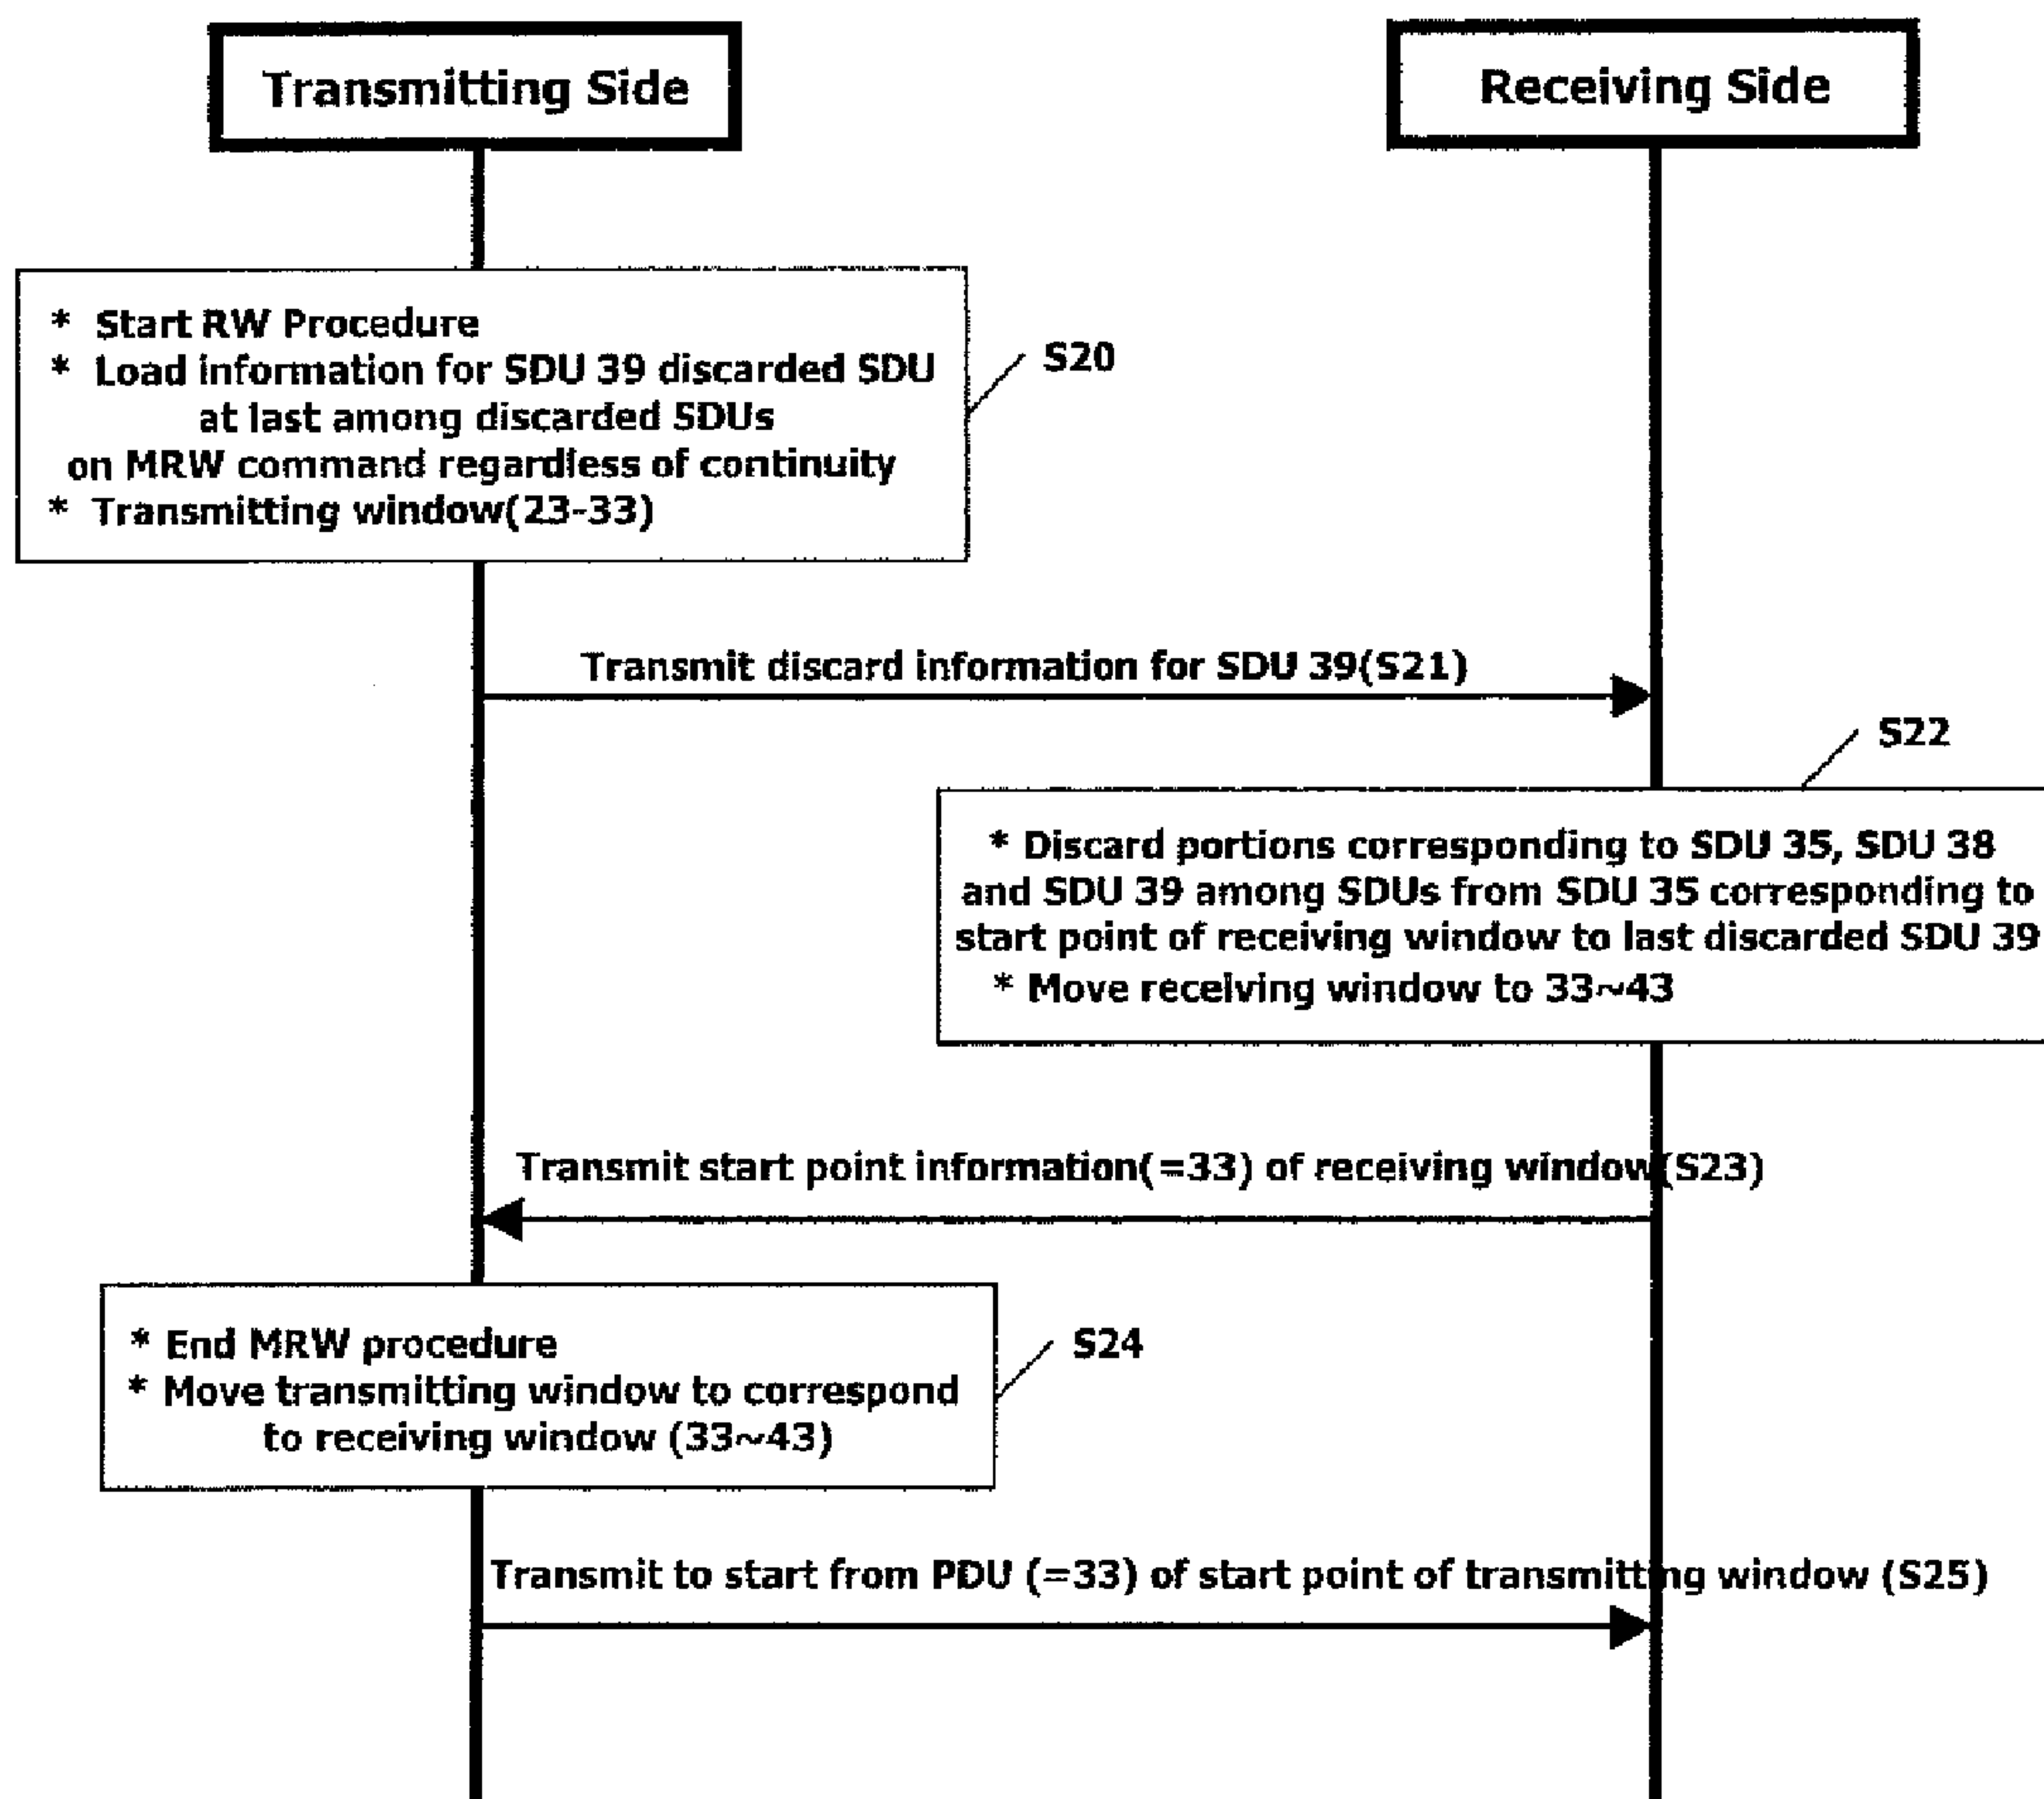 Transmitting Side
Receiving Side
* Start RW Procedure
* Load information for SDU 39 discarded SDU
at last among discarded SDUs
on MRW command regardless of continuity
* Transmitting window(23-33)
S20
Transmit discard information for SDU 39(S21)
S22
* Discard portions corresponding to SDU 35, SDU 38
and SDU 39 among SDUs from SDU 35 corresponding to
start point of receiving window to last discarded SDU 39
* Move receiving window to 33~43
Transmit start point information(=33) of receiving window(S23)
* End MRW procedure
* Move transmitting window to correspond
to receiving window (33~43)
S24
Transmit to start from PDU (=33) of start point of transmitting window (S25)